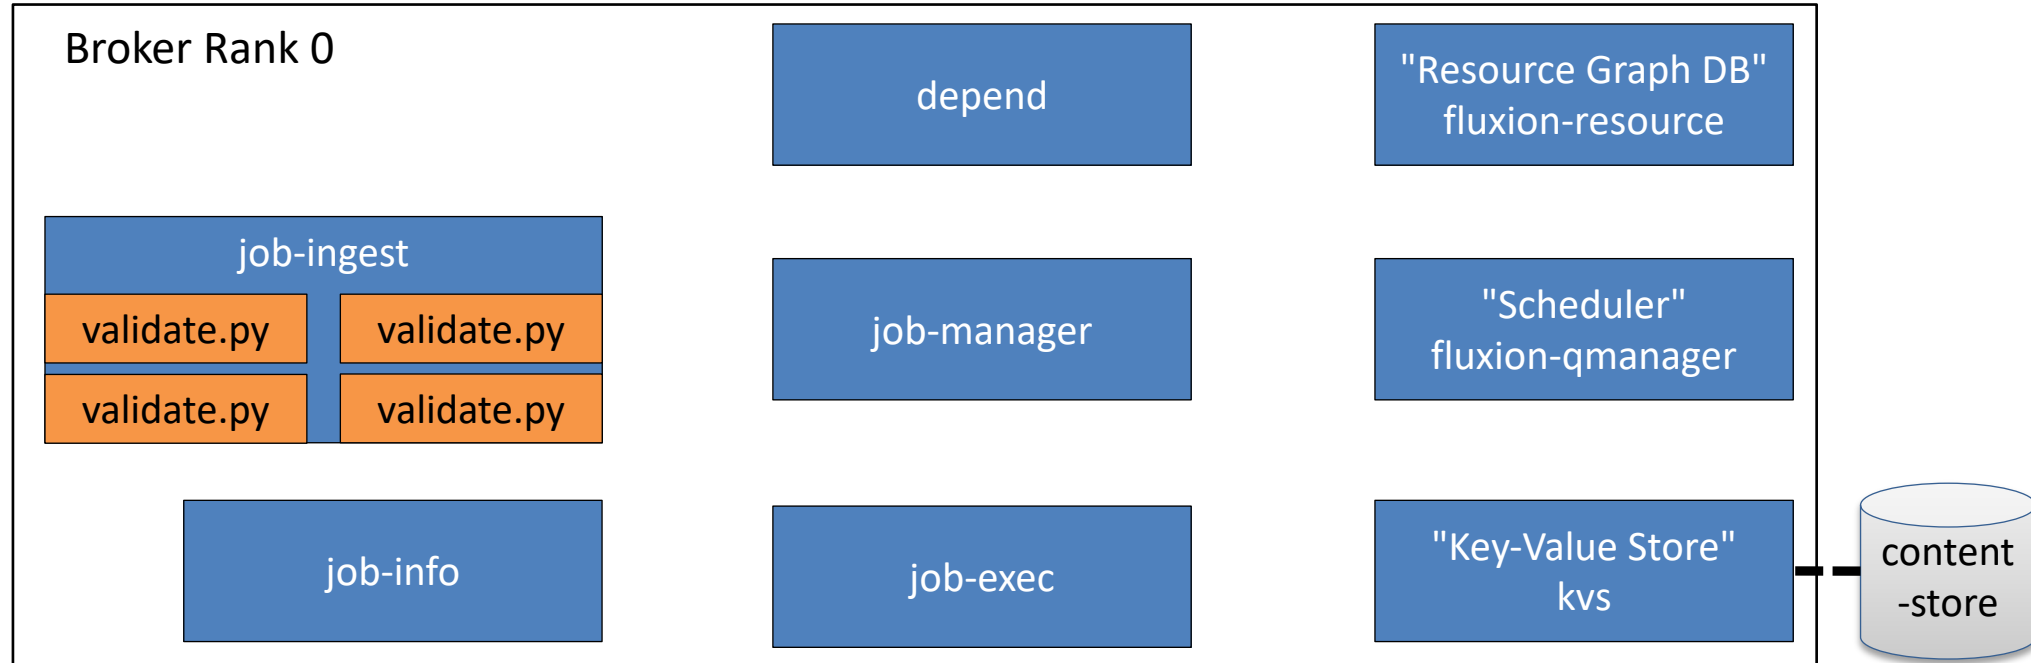 Broker Rank 0
depend
"Resource Graph DB"
fluxion-resource
job-ingest
validate.py
validate.py
validate.py
validate.py
job-manager
"Scheduler"
fluxion-qmanager
job-info
job-exec
"Key-Value Store"
kvs
content
-store